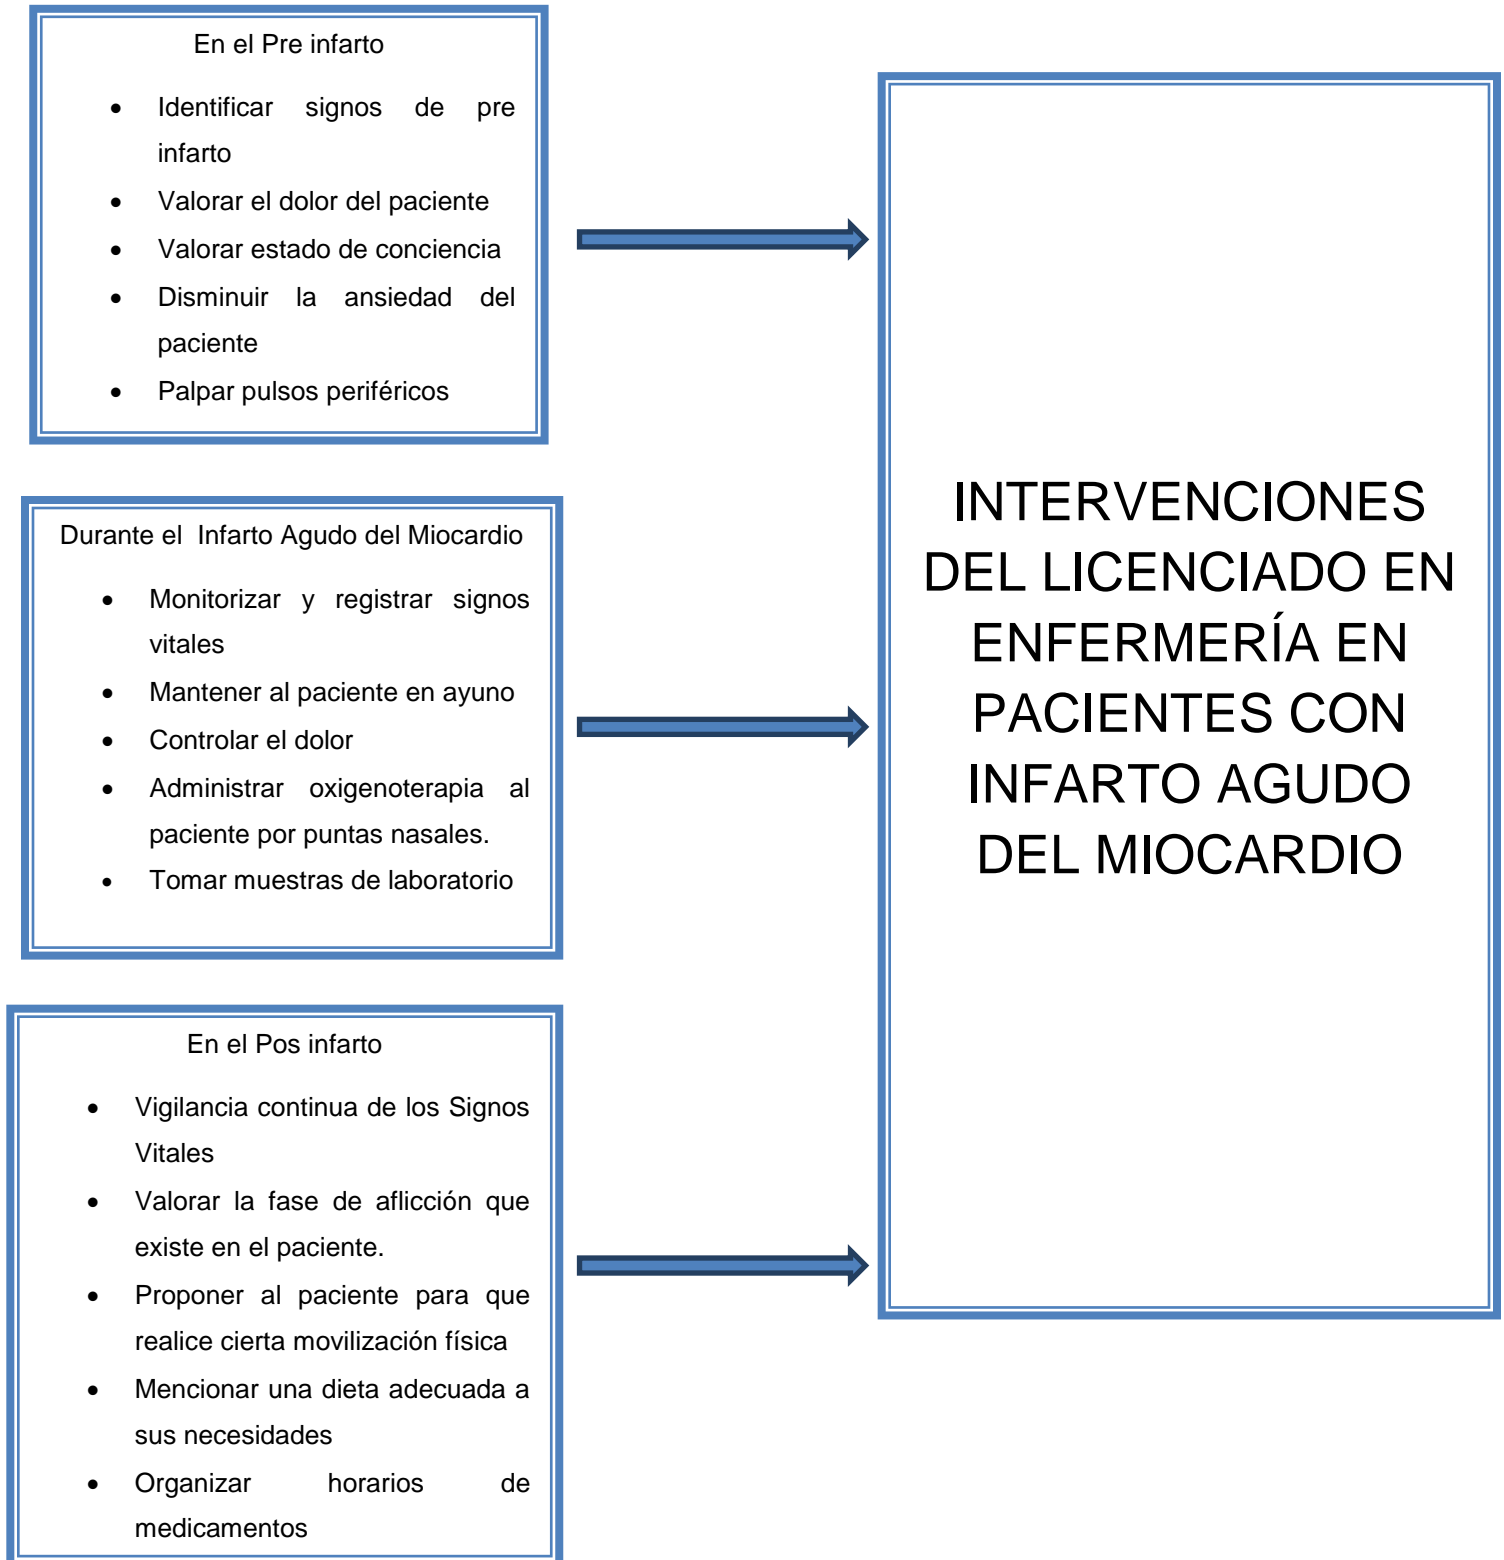 En el Pre infarto
• Identificar signos de pre
infarto
• Valorar el dolor del paciente
• Valorar estado de conciencia
• Disminuir la ansiedad del
paciente
• Palpar pulsos periféricos
Durante el Infarto Agudo del Miocardio
• Monitorizar y registrar signos
vitales
• Mantener al paciente en ayuno
• Controlar el dolor
• Administrar oxigenoterapia al
paciente por puntas nasales.
• Tomar muestras de laboratorio
En el Pos infarto
• Vigilancia continua de los Signos
Vitales
• Valorar la fase de aflicción que
existe en el paciente.
• Proponer al paciente para que
realice cierta movilización física
• Mencionar una dieta adecuada a
sus necesidades
• Organizar horarios de
medicamentos
INTERVENCIONES
DEL LICENCIADO EN
ENFERMERÍA EN
PACIENTES CON
INFARTO AGUDO
DEL MIOCARDIO